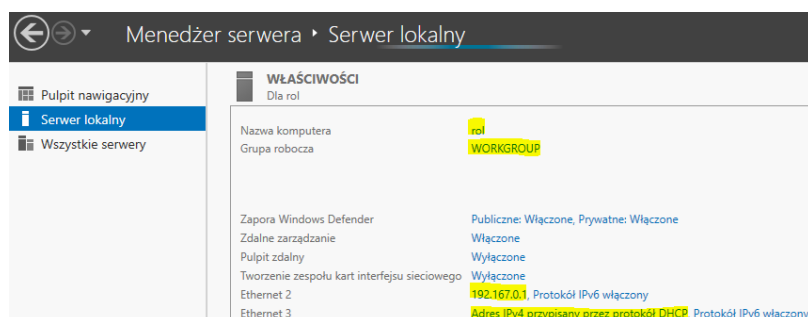 Menedżer serwera ‣ Serwer lokalny
Pulpit nawigacyjny
Serwer lokalny
Wszystkie serwery
WŁAŚCIWOŚCI
Dla rol
Nazwa komputera rol
Grupa robocza WORKGROUP
Zapora Windows Defender Publiczne: Włączone, Prywatne: Włączone
Zdalne zarządzanie Włączone
Pulpit zdalny Wyłączone
Tworzenie zespołu kart interfejsu sieciowego Wyłączone
Ethernet 2 192.167.0.1, Protokół IPv6 włączony
Ethernet 3 Adres IPv4 przypisany przez protokół DHCP, Protokół IPv6 włączony